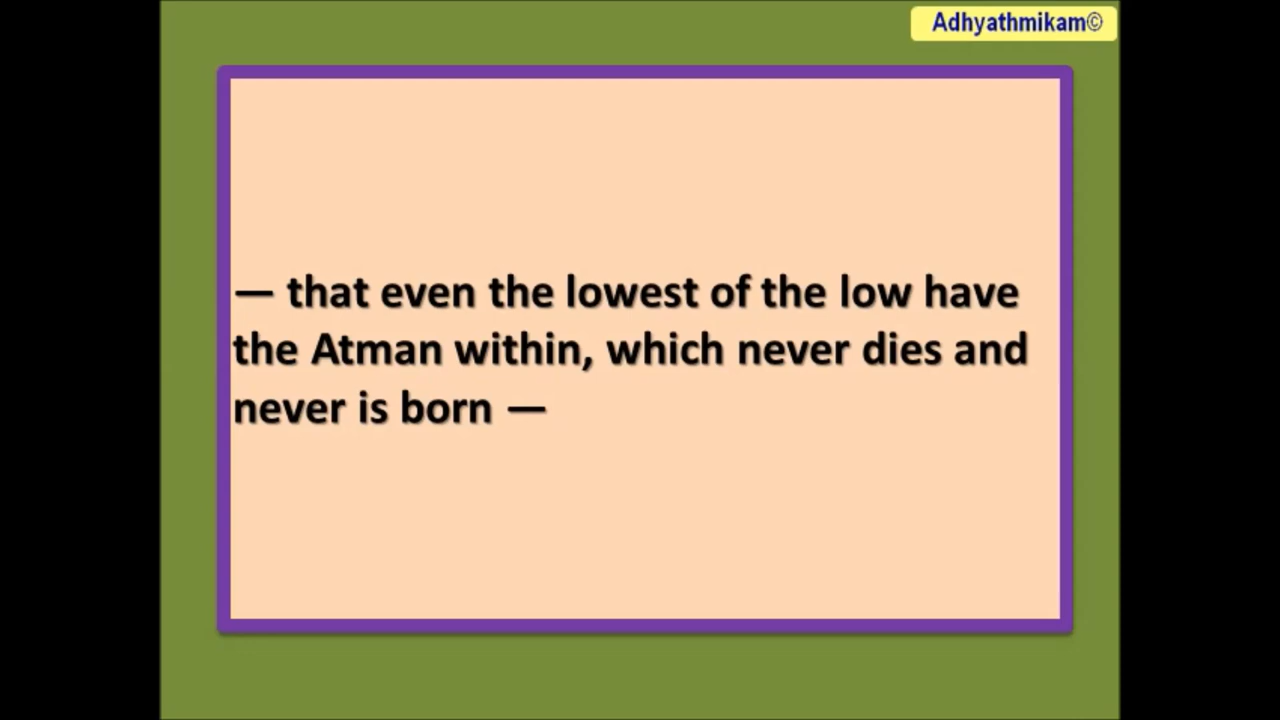 Adhyathmikam©
— that even the lowest of the low have
the Atman within, which never dies and
never is born —